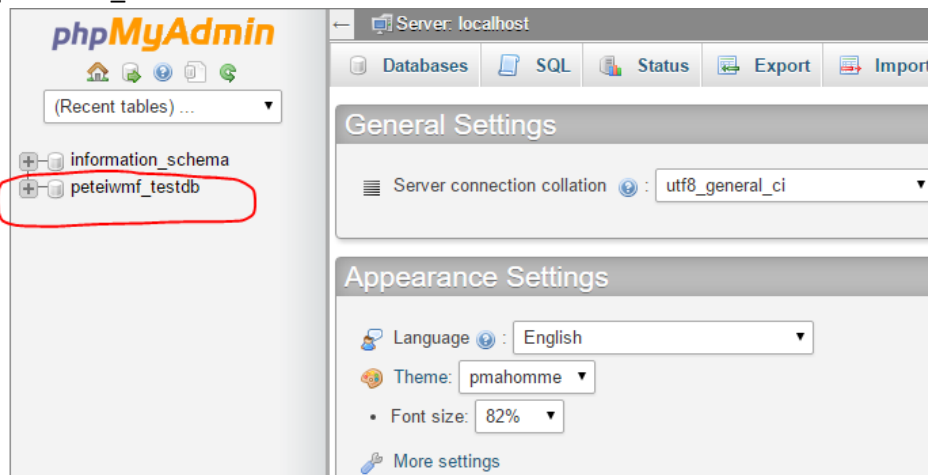 phpMyAdmin
(Recent tables) ...
information_schema
peteiwmf_testdb
← Server: localhost
Databases SQL Status Export Import
General Settings
Server connection collation : utf8_general_ci
Appearance Settings
Language : English
Theme: pmahomme
• Font size: 82%
More settings